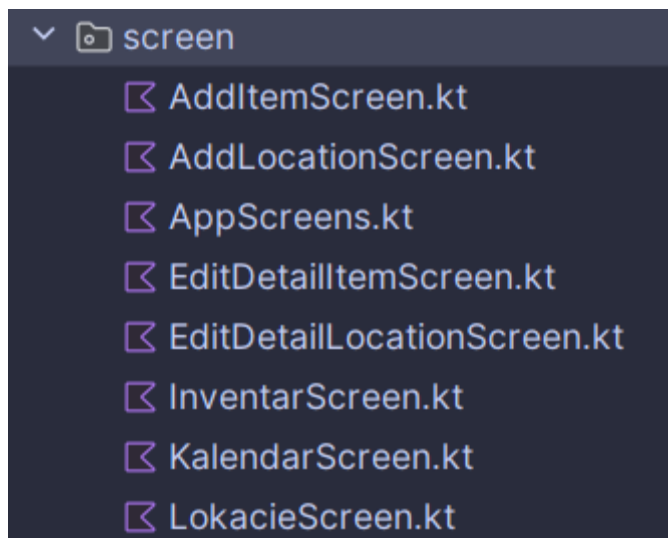 screen
AddItemScreen.kt
AddLocationScreen.kt
AppScreens.kt
EditDetailItemScreen.kt
EditDetailLocationScreen.kt
InventarScreen.kt
KalendarScreen.kt
LokacieScreen.kt